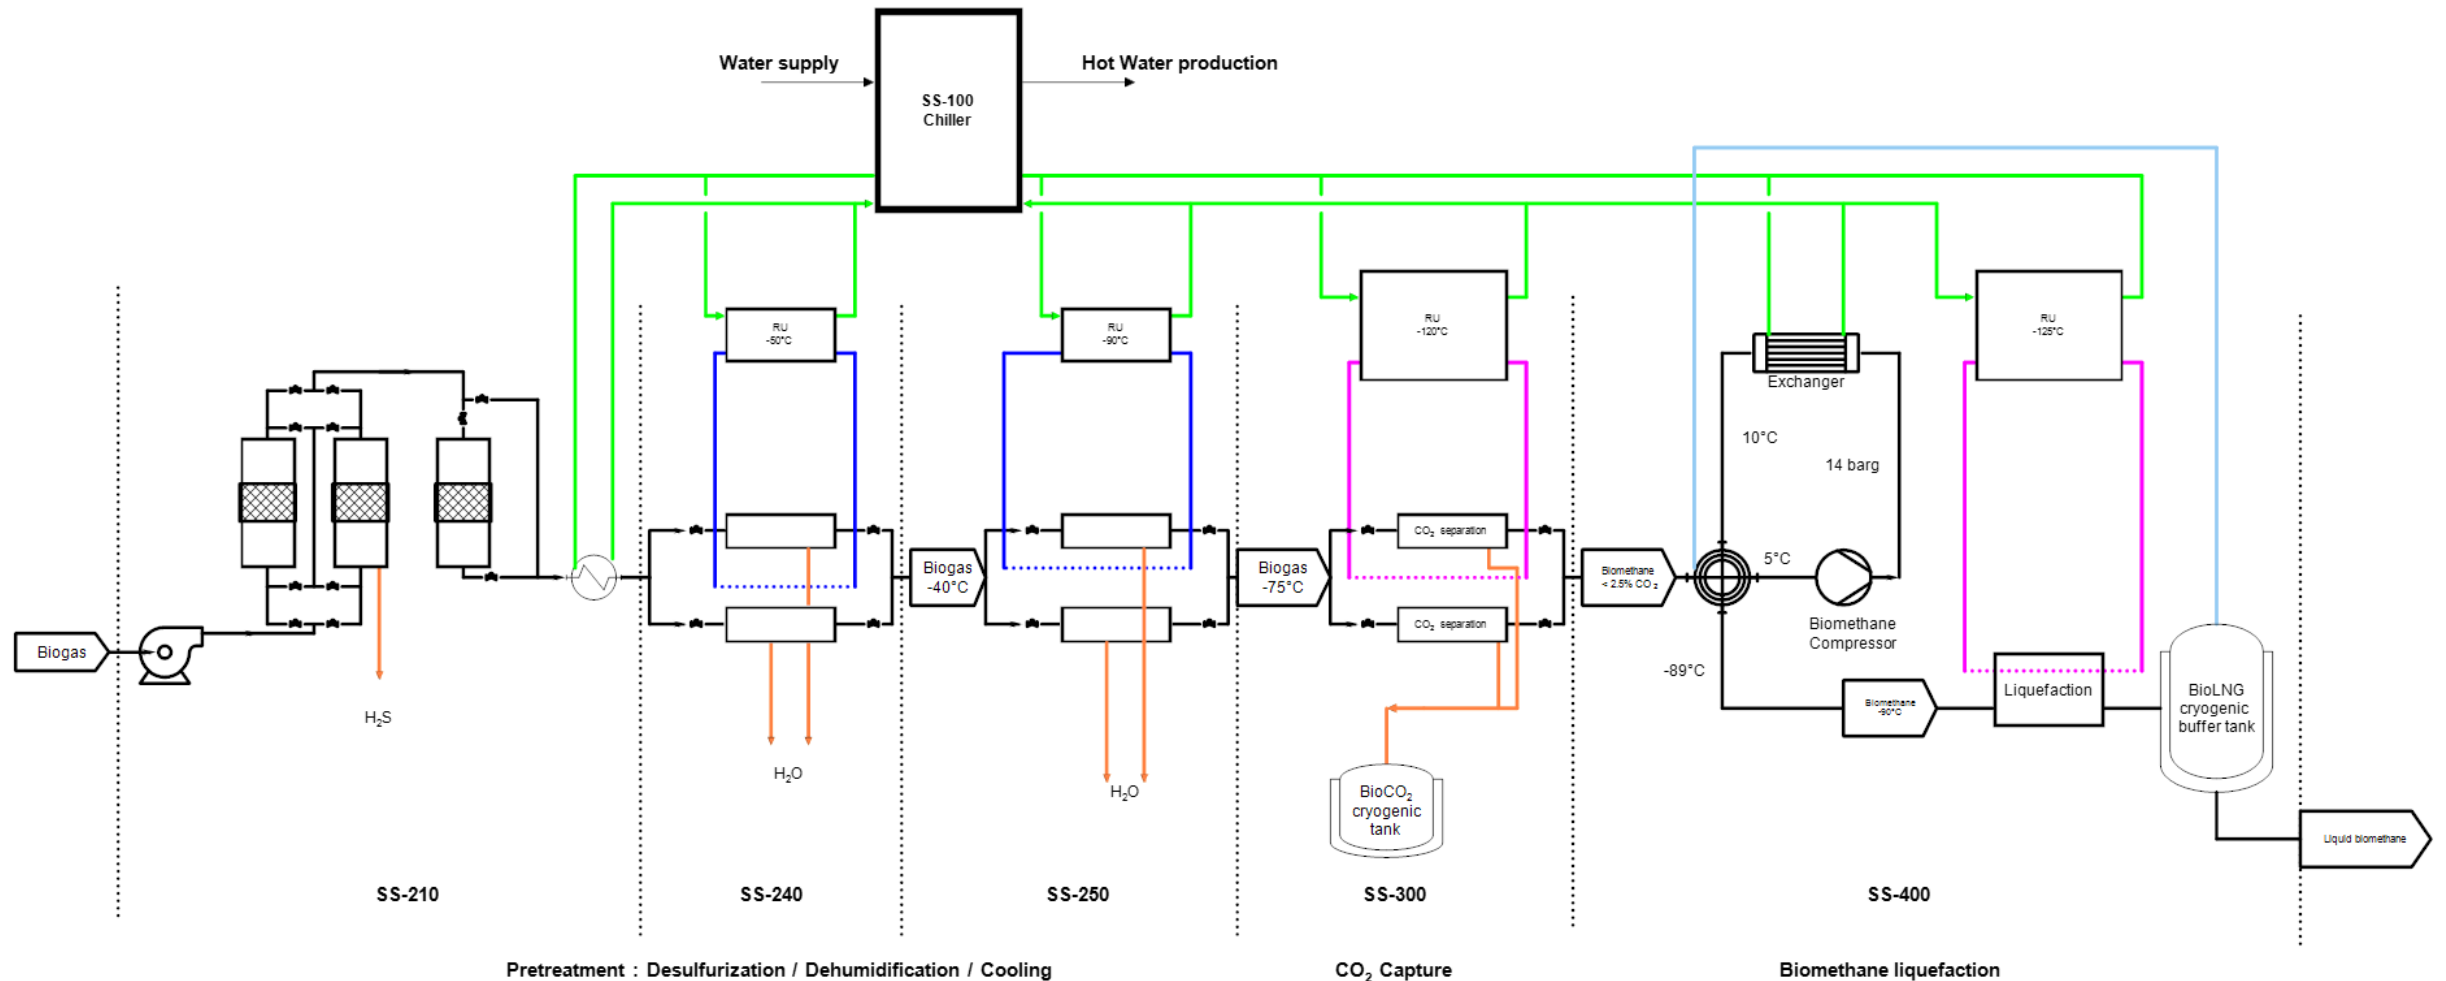 Water supply
Hot Water production
SS-100
Chiller
RU
-50°C
RU
-90°C
RU
-120°C
RU
-125°C
Exchanger
10°C
14 barg
CO₂ separation
Biogas
-40°C
Biogas
-75°C
Biomethane
< 2.5% CO₂
5°C
CO₂ separation
Biomethane
Compressor
Biogas
-89°C
Biomethane
-90°C
Liquefaction
BioLNG
cryogenic
buffer tank
H₂S
H₂O
H₂O
BioCO₂
cryogenic
tank
Liquid biomethane
SS-210
SS-240
SS-250
SS-300
SS-400
Pretreatment : Desulfurization / Dehumidification / Cooling
CO₂ Capture
Biomethane liquefaction